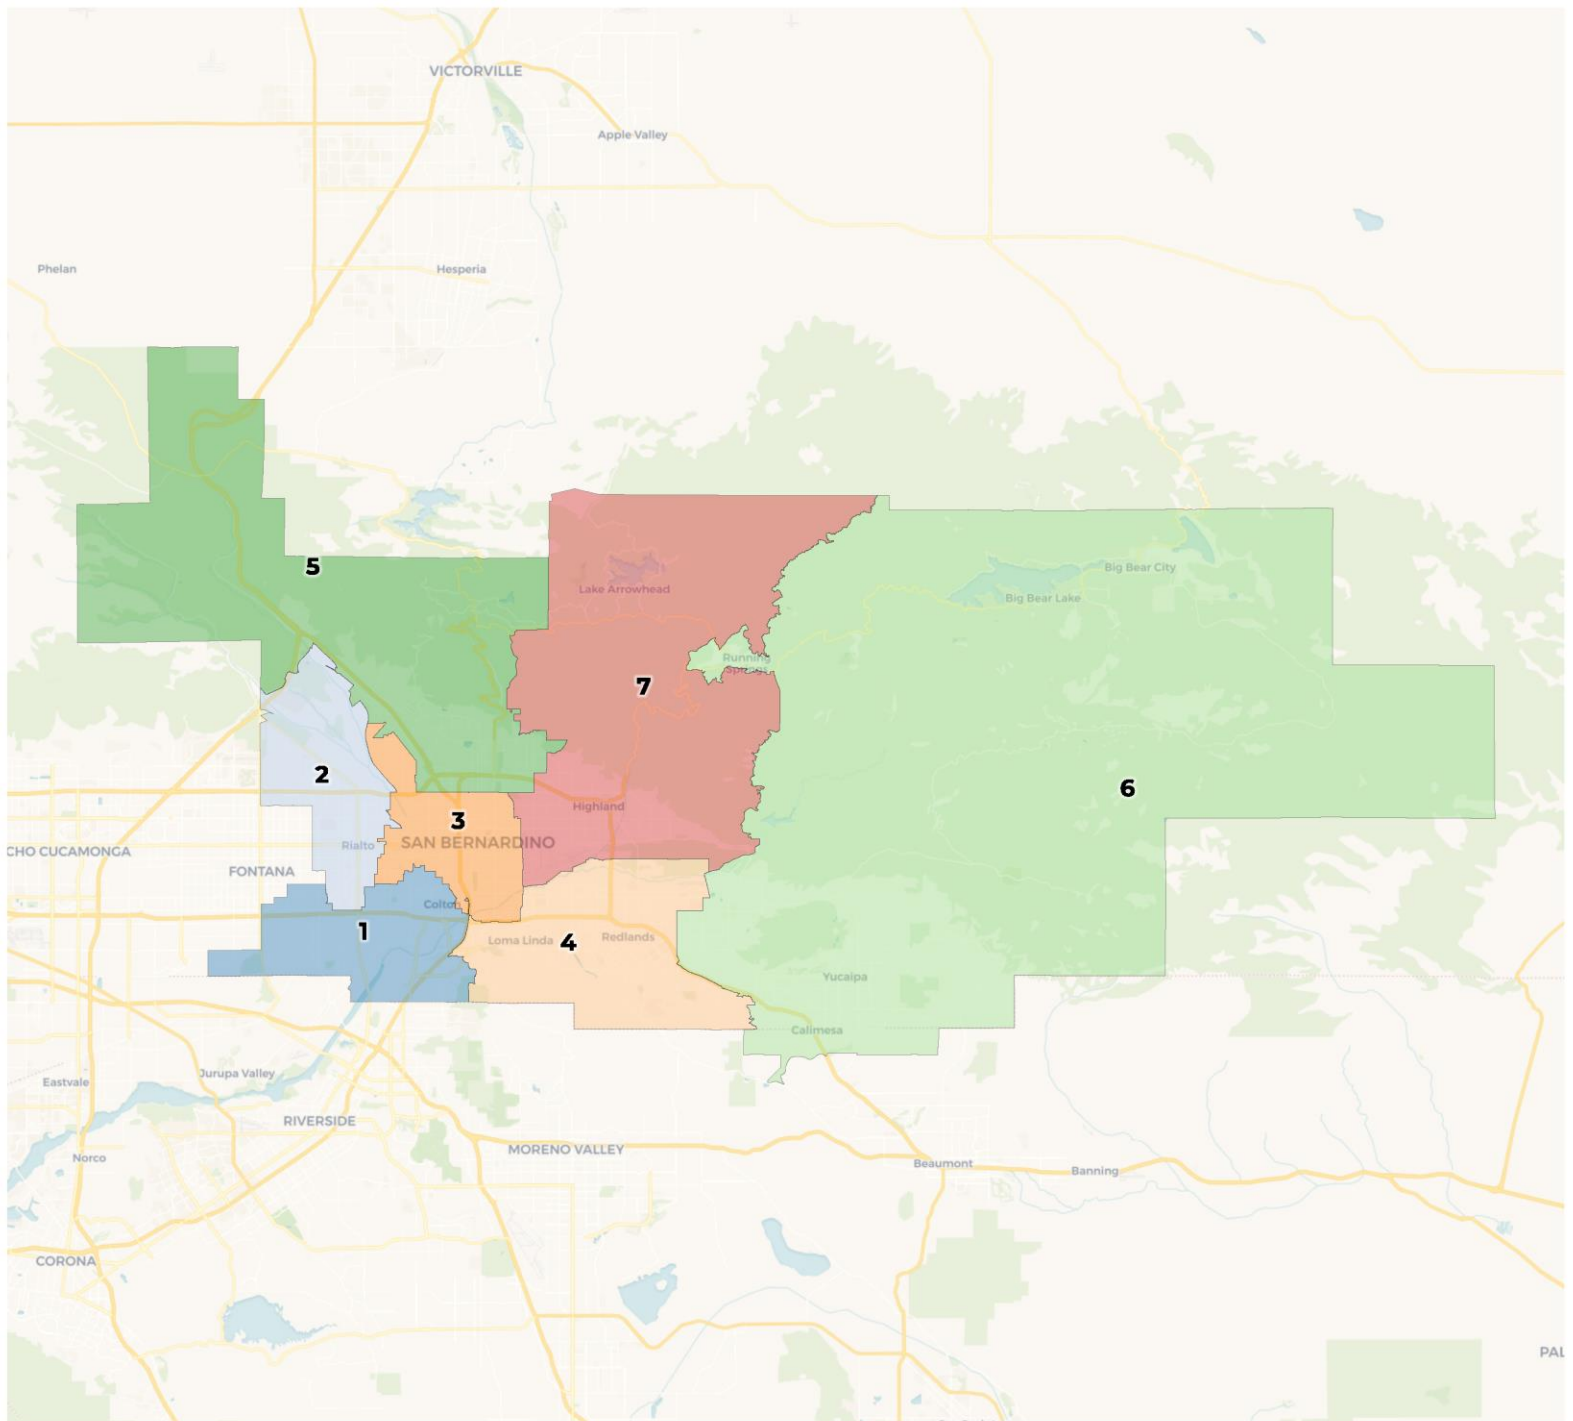 VICTORVILLE
Apple Valley
Phelan
Hesperia
5
Lake Arrowhead
Big Bear City
Big Bear Lake
Running
Springs
7
2
6
Highland
3
SAN BERNARDINO
Rialto
CHO CUCAMONGA
FONTANA
Colton
1
4
Loma Linda
Redlands
Yucaipa
Calimesa
Jurupa Valley
Eastvale
RIVERSIDE
MORENO VALLEY
Norco
Beaumont
Banning
CORONA
PAL